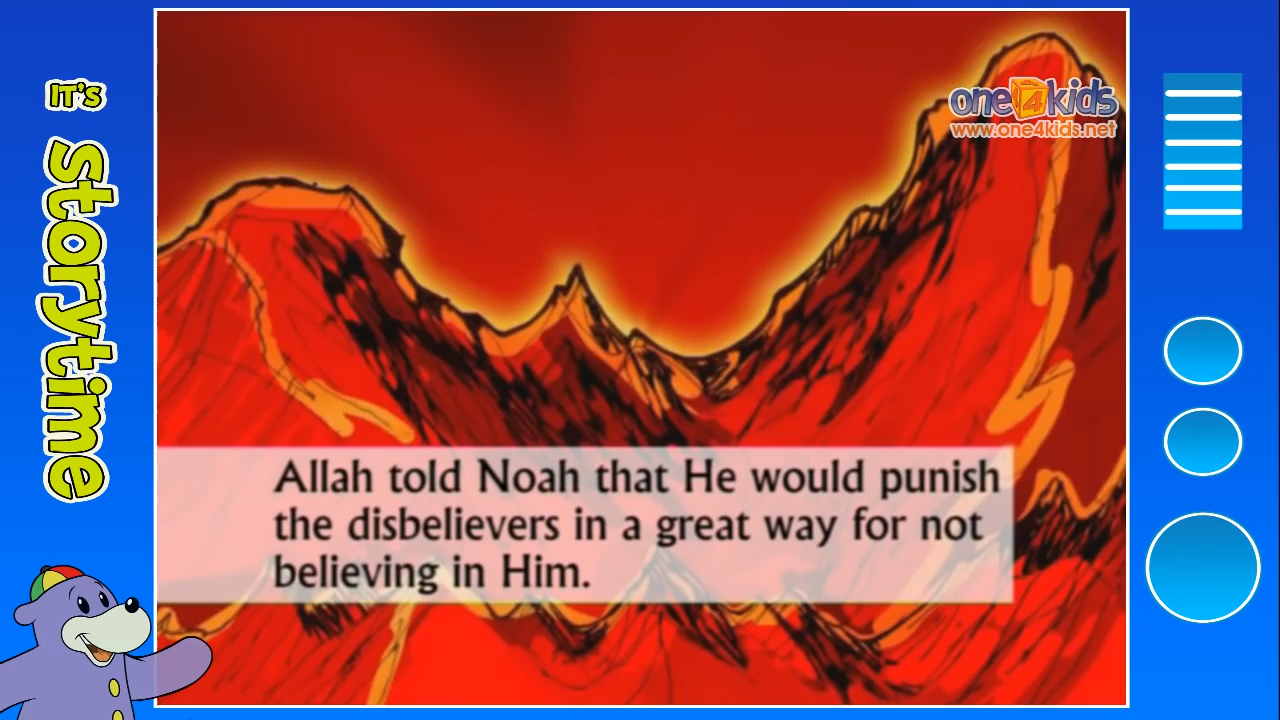 IT's
Storytime
one4kids
www.one4kids.net
Allah told Noah that He would punish
the disbelievers in a great way for not
believing in Him.